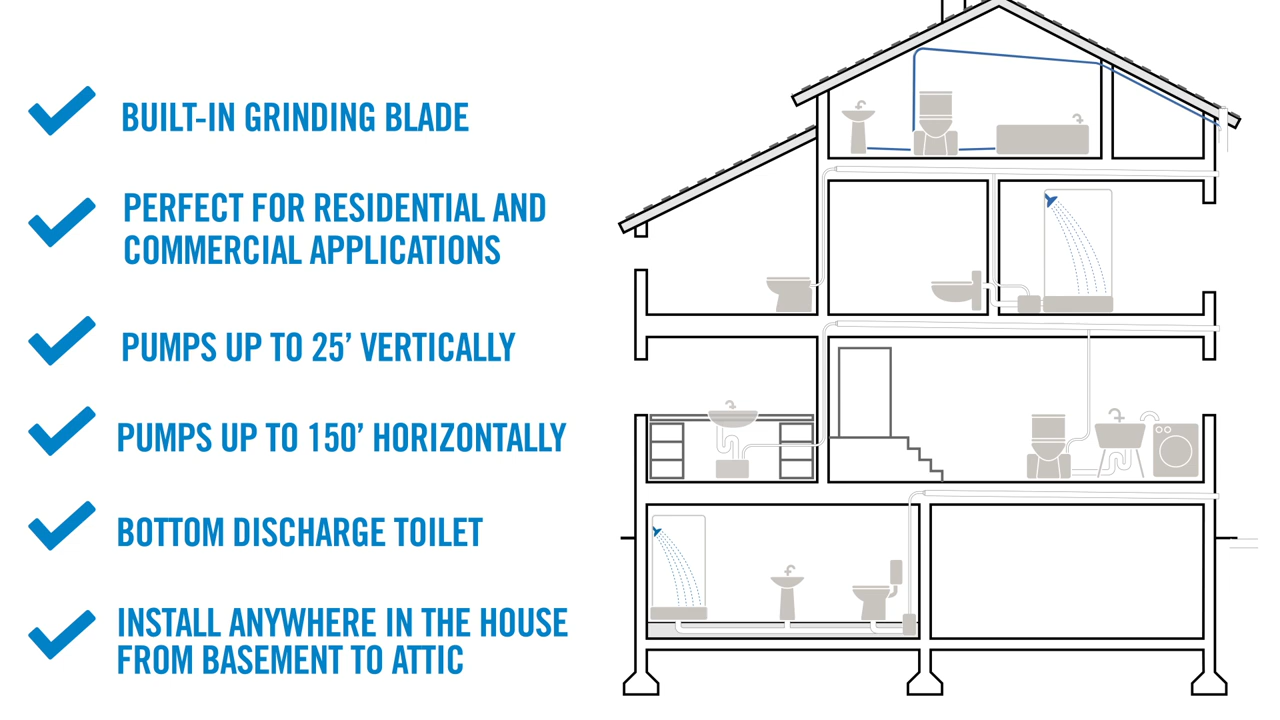 BUILT-IN GRINDING BLADE
PERFECT FOR RESIDENTIAL AND
COMMERCIAL APPLICATIONS
PUMPS UP TO 25’ VERTICALLY
PUMPS UP TO 150’ HORIZONTALLY
BOTTOM DISCHARGE TOILET
INSTALL ANYWHERE IN THE HOUSE
FROM BASEMENT TO ATTIC